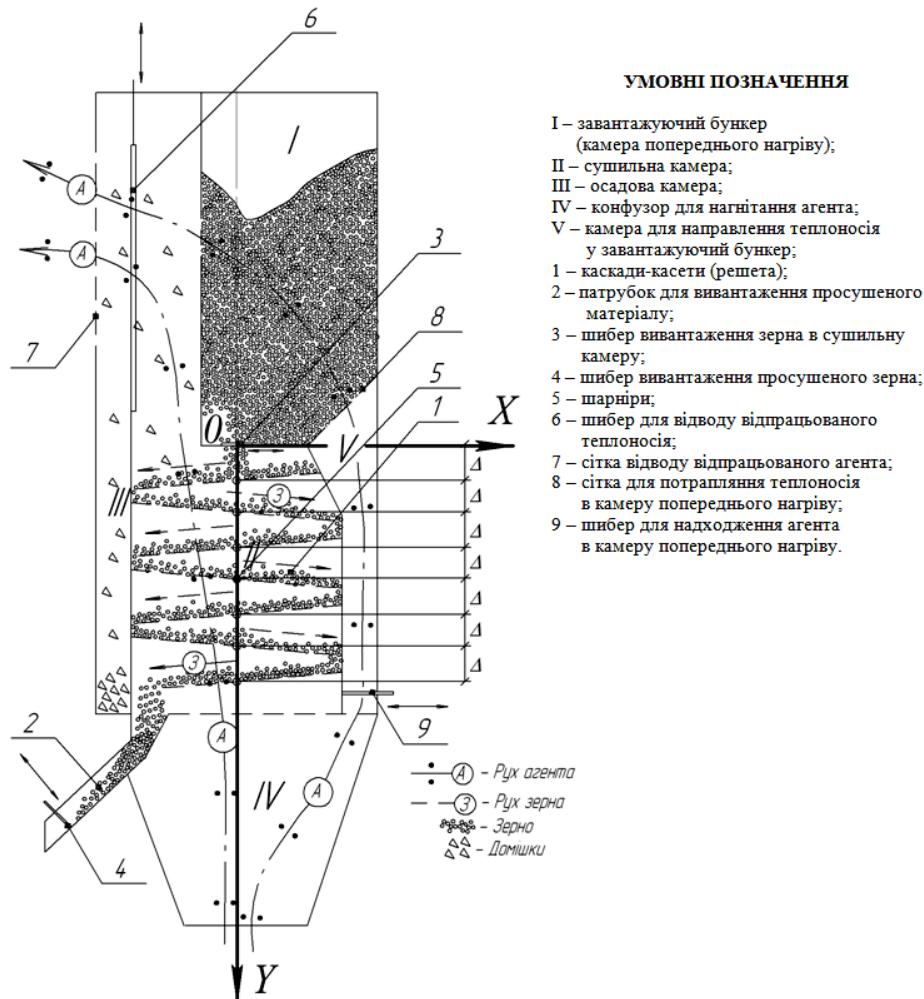 6
I
A
A
3
7
8
5
1
O
X
V
III
З
II
Δ
Δ
Δ
Δ
Δ
Δ
Δ
З
2
9
A
IV
A
4
Y
A – Рух агента
З – Рух зерна
– Зерно
– Домішки
УМОВНІ ПОЗНАЧЕННЯ
I – завантажуючий бункер
(камера попереднього нагріву);
II – сушильна камера;
III – осадова камера;
IV – конфузор для нагнітання агента;
V – камера для направлення теплоносія
у завантажуючий бункер;
1 – каскади-касети (решета);
2 – патрубок для вивантаження просушеного
матеріалу;
3 – шибер вивантаження зерна в сушильну
камеру;
4 – шибер вивантаження просушеного зерна;
5 – шарніри;
6 – шибер для відводу відпрацьованого
теплоносія;
7 – сітка відводу відпрацьованого агента;
8 – сітка для потрапляння теплоносія
в камеру попереднього нагріву;
9 – шибер для надходження агента
в камеру попереднього нагріву.